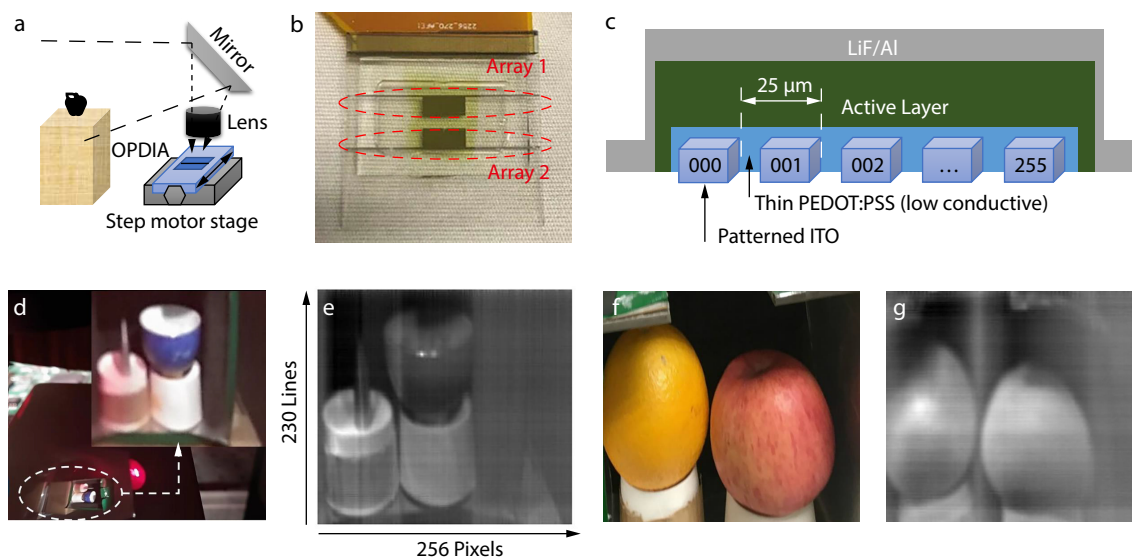 a
Mirror
Lens
OPDIA
Step motor stage
b
2256_270_AFE1
Array 1
Array 2
c
LiF/Al
25 μm
Active Layer
000
001
002
...
255
Thin PEDOT:PSS (low conductive)
Patterned ITO
d
e
230 Lines
256 Pixels
f
g